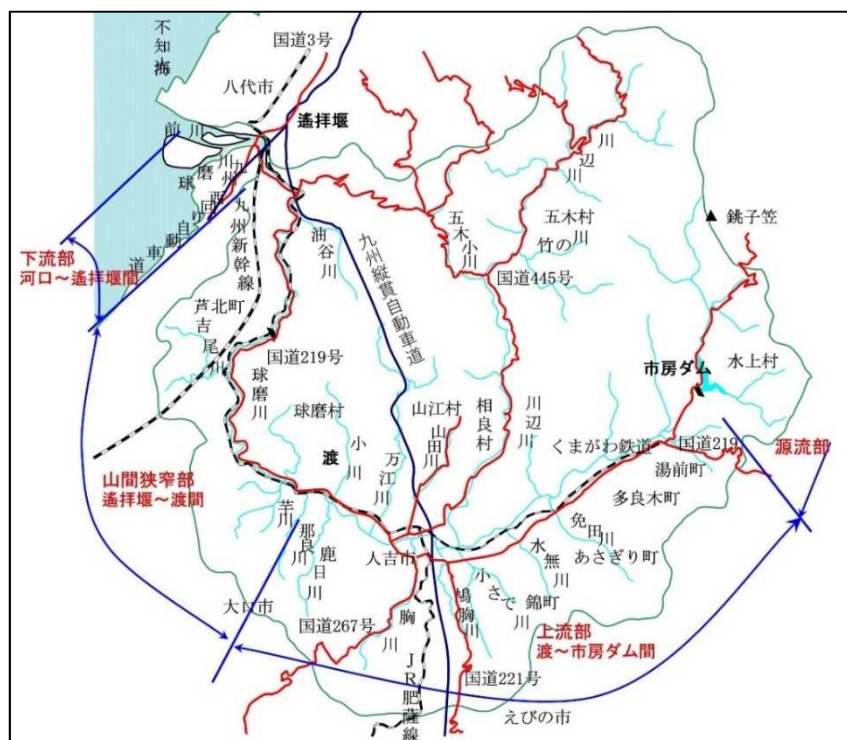 不知火海
国道3号
八代市
遙拝堰
前川
球磨川
南九州西回り自動車道
九州新幹線
下流部
河口~遙拝堰間
油谷川
九州縦貫自動車道
五木小川
川辺川
五木村
竹の川
銚子笠
国道445号
芦北町
吉尾川
国道219号
球磨川
市房ダム
水上村
球磨村
山江村
山田川
相良村
川辺川
くまがわ鉄道
国道219
源流部
渡
小川
万江川
湯前町
多良木町
山間狭窄部
遙拝堰~渡間
芋川
那良川
鹿目川
人吉市
免田川
あさぎり町
水無川
小さで川
錦町
鳩胸川
大口市
国道267号
胸川
上流部
渡~市房ダム間
JR肥薩線
国道221号
えびの市